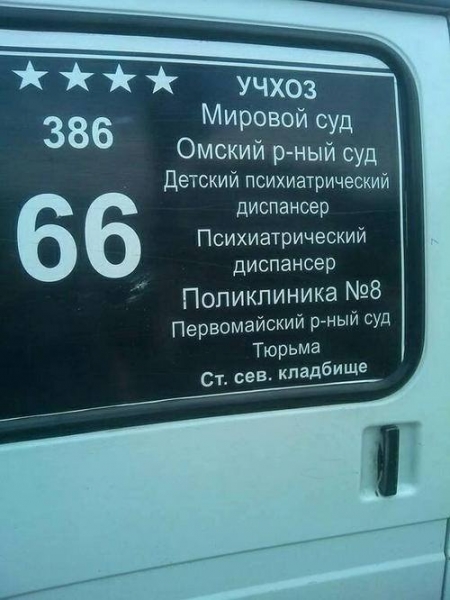 УЧХОЗ
386
Мировой суд
Омский р-ный суд
Детский психиатрический
диспансер
66
Психиатрический
диспансер
Поликлиника №8
Первомайский р-ный суд
Тюрьма
Ст. сев. кладбище